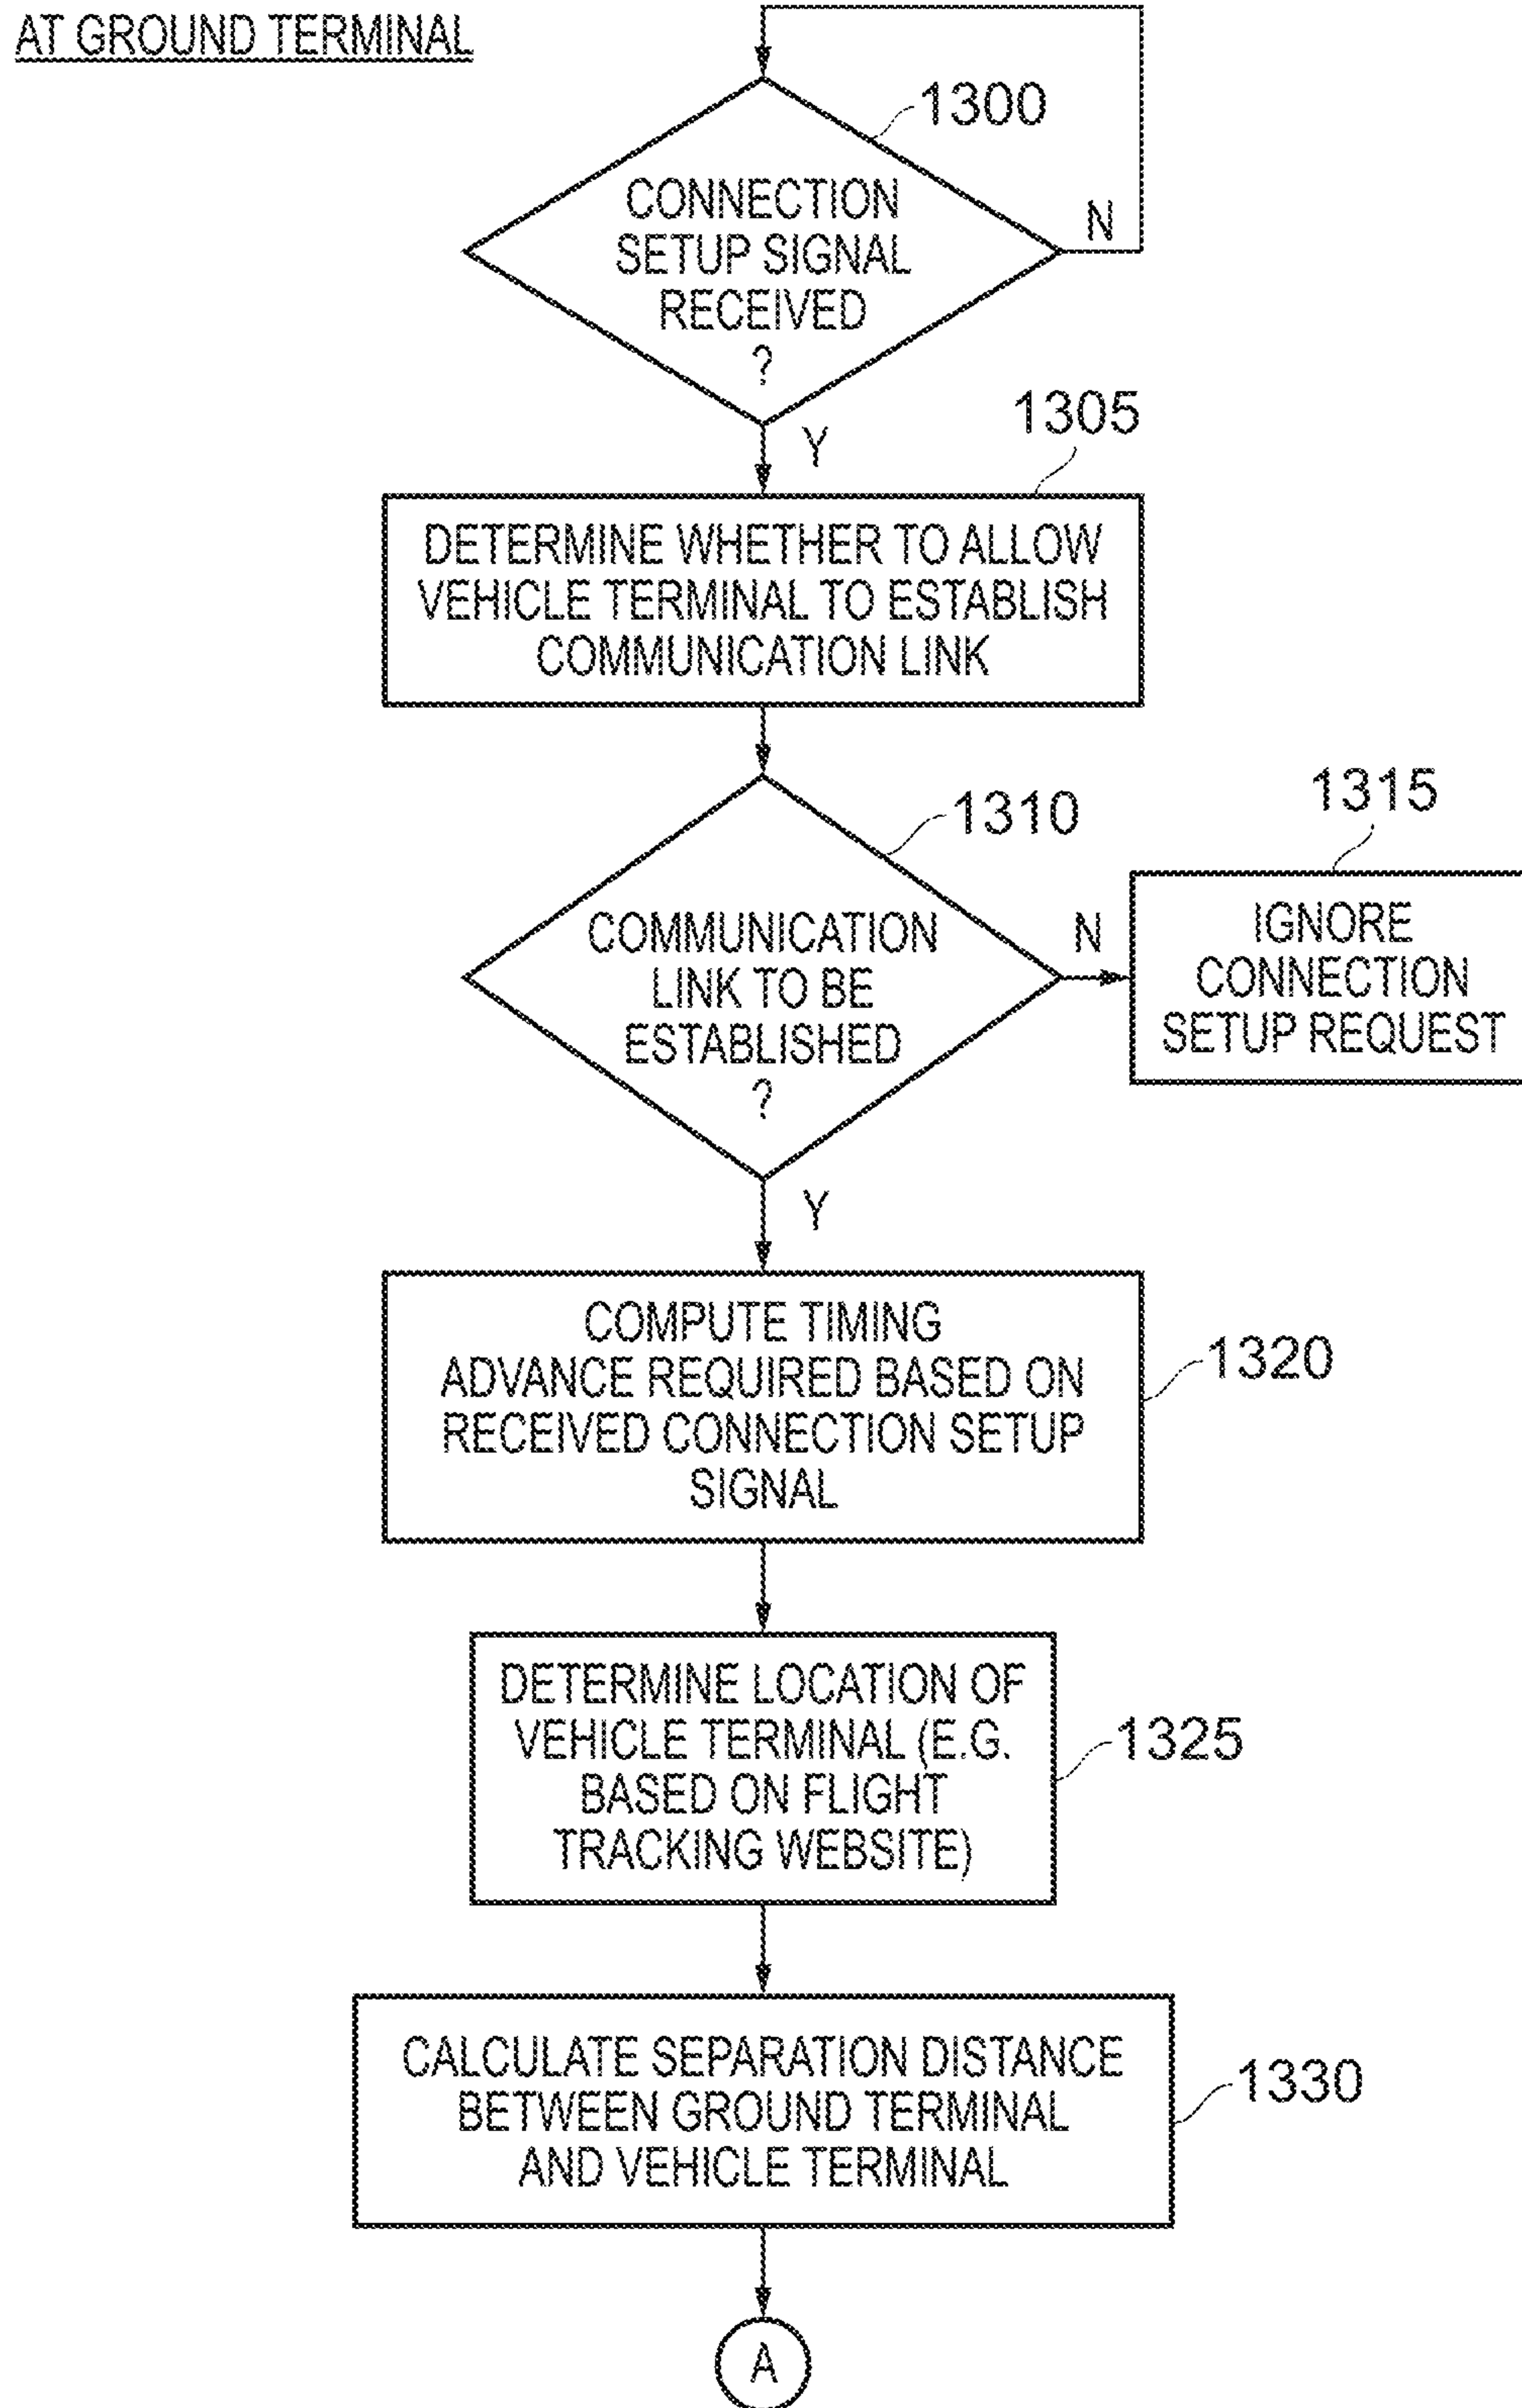 AT GROUND TERMINAL
1300
CONNECTION
SETUP SIGNAL
RECEIVED
?
N
Y
1305
DETERMINE WHETHER TO ALLOW
VEHICLE TERMINAL TO ESTABLISH
COMMUNICATION LINK
1310
COMMUNICATION
LINK TO BE
ESTABLISHED
?
N
1315
IGNORE
CONNECTION
SETUP REQUEST
Y
COMPUTE TIMING
ADVANCE REQUIRED BASED ON
RECEIVED CONNECTION SETUP
SIGNAL
1320
DETERMINE LOCATION OF
VEHICLE TERMINAL (E.G.
BASED ON FLIGHT
TRACKING WEBSITE)
1325
CALCULATE SEPARATION DISTANCE
BETWEEN GROUND TERMINAL
AND VEHICLE TERMINAL
1330
A